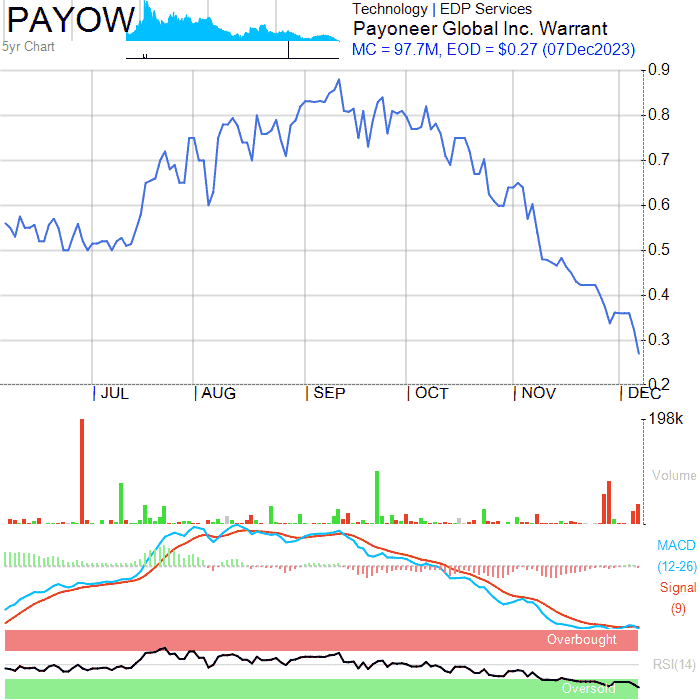 PAYOW
5yr Chart
Technology | EDP Services
Payoneer Global Inc. Warrant
MC = 97.7M, EOD = $0.27 (07Dec2023)
0.9
0.8
0.7
0.6
0.5
0.4
0.3
0.2
JUL AUG SEP OCT NOV DEC
198k
Volume
MACD
(12-26)
Signal
(9)
Overbought
RSI(14)
Oversold